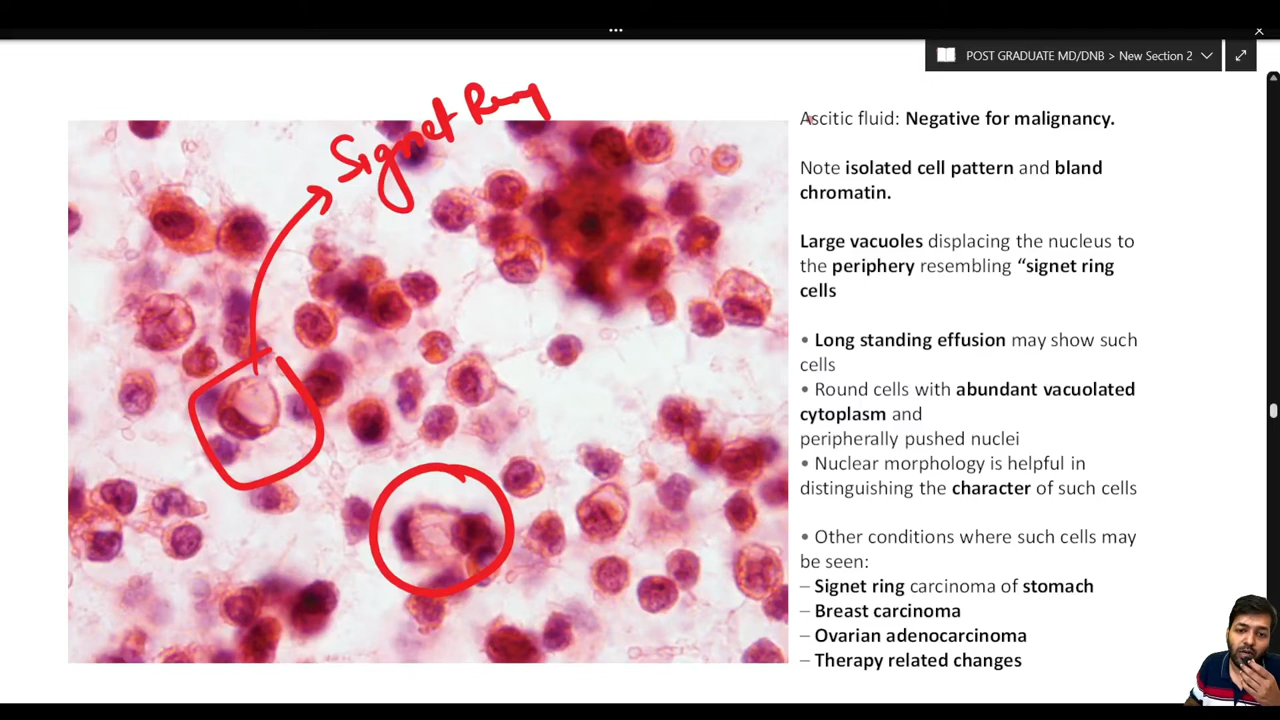 POST GRADUATE MD/DNB > New Section 2
Signet Ring
Ascitic fluid: Negative for malignancy.
Note isolated cell pattern and bland
chromatin.
Large vacuoles displacing the nucleus to
the periphery resembling “signet ring
cells
• Long standing effusion may show such
cells
• Round cells with abundant vacuolated
cytoplasm and
peripherally pushed nuclei
• Nuclear morphology is helpful in
distinguishing the character of such cells
• Other conditions where such cells may
be seen:
– Signet ring carcinoma of stomach
– Breast carcinoma
– Ovarian adenocarcinoma
– Therapy related changes